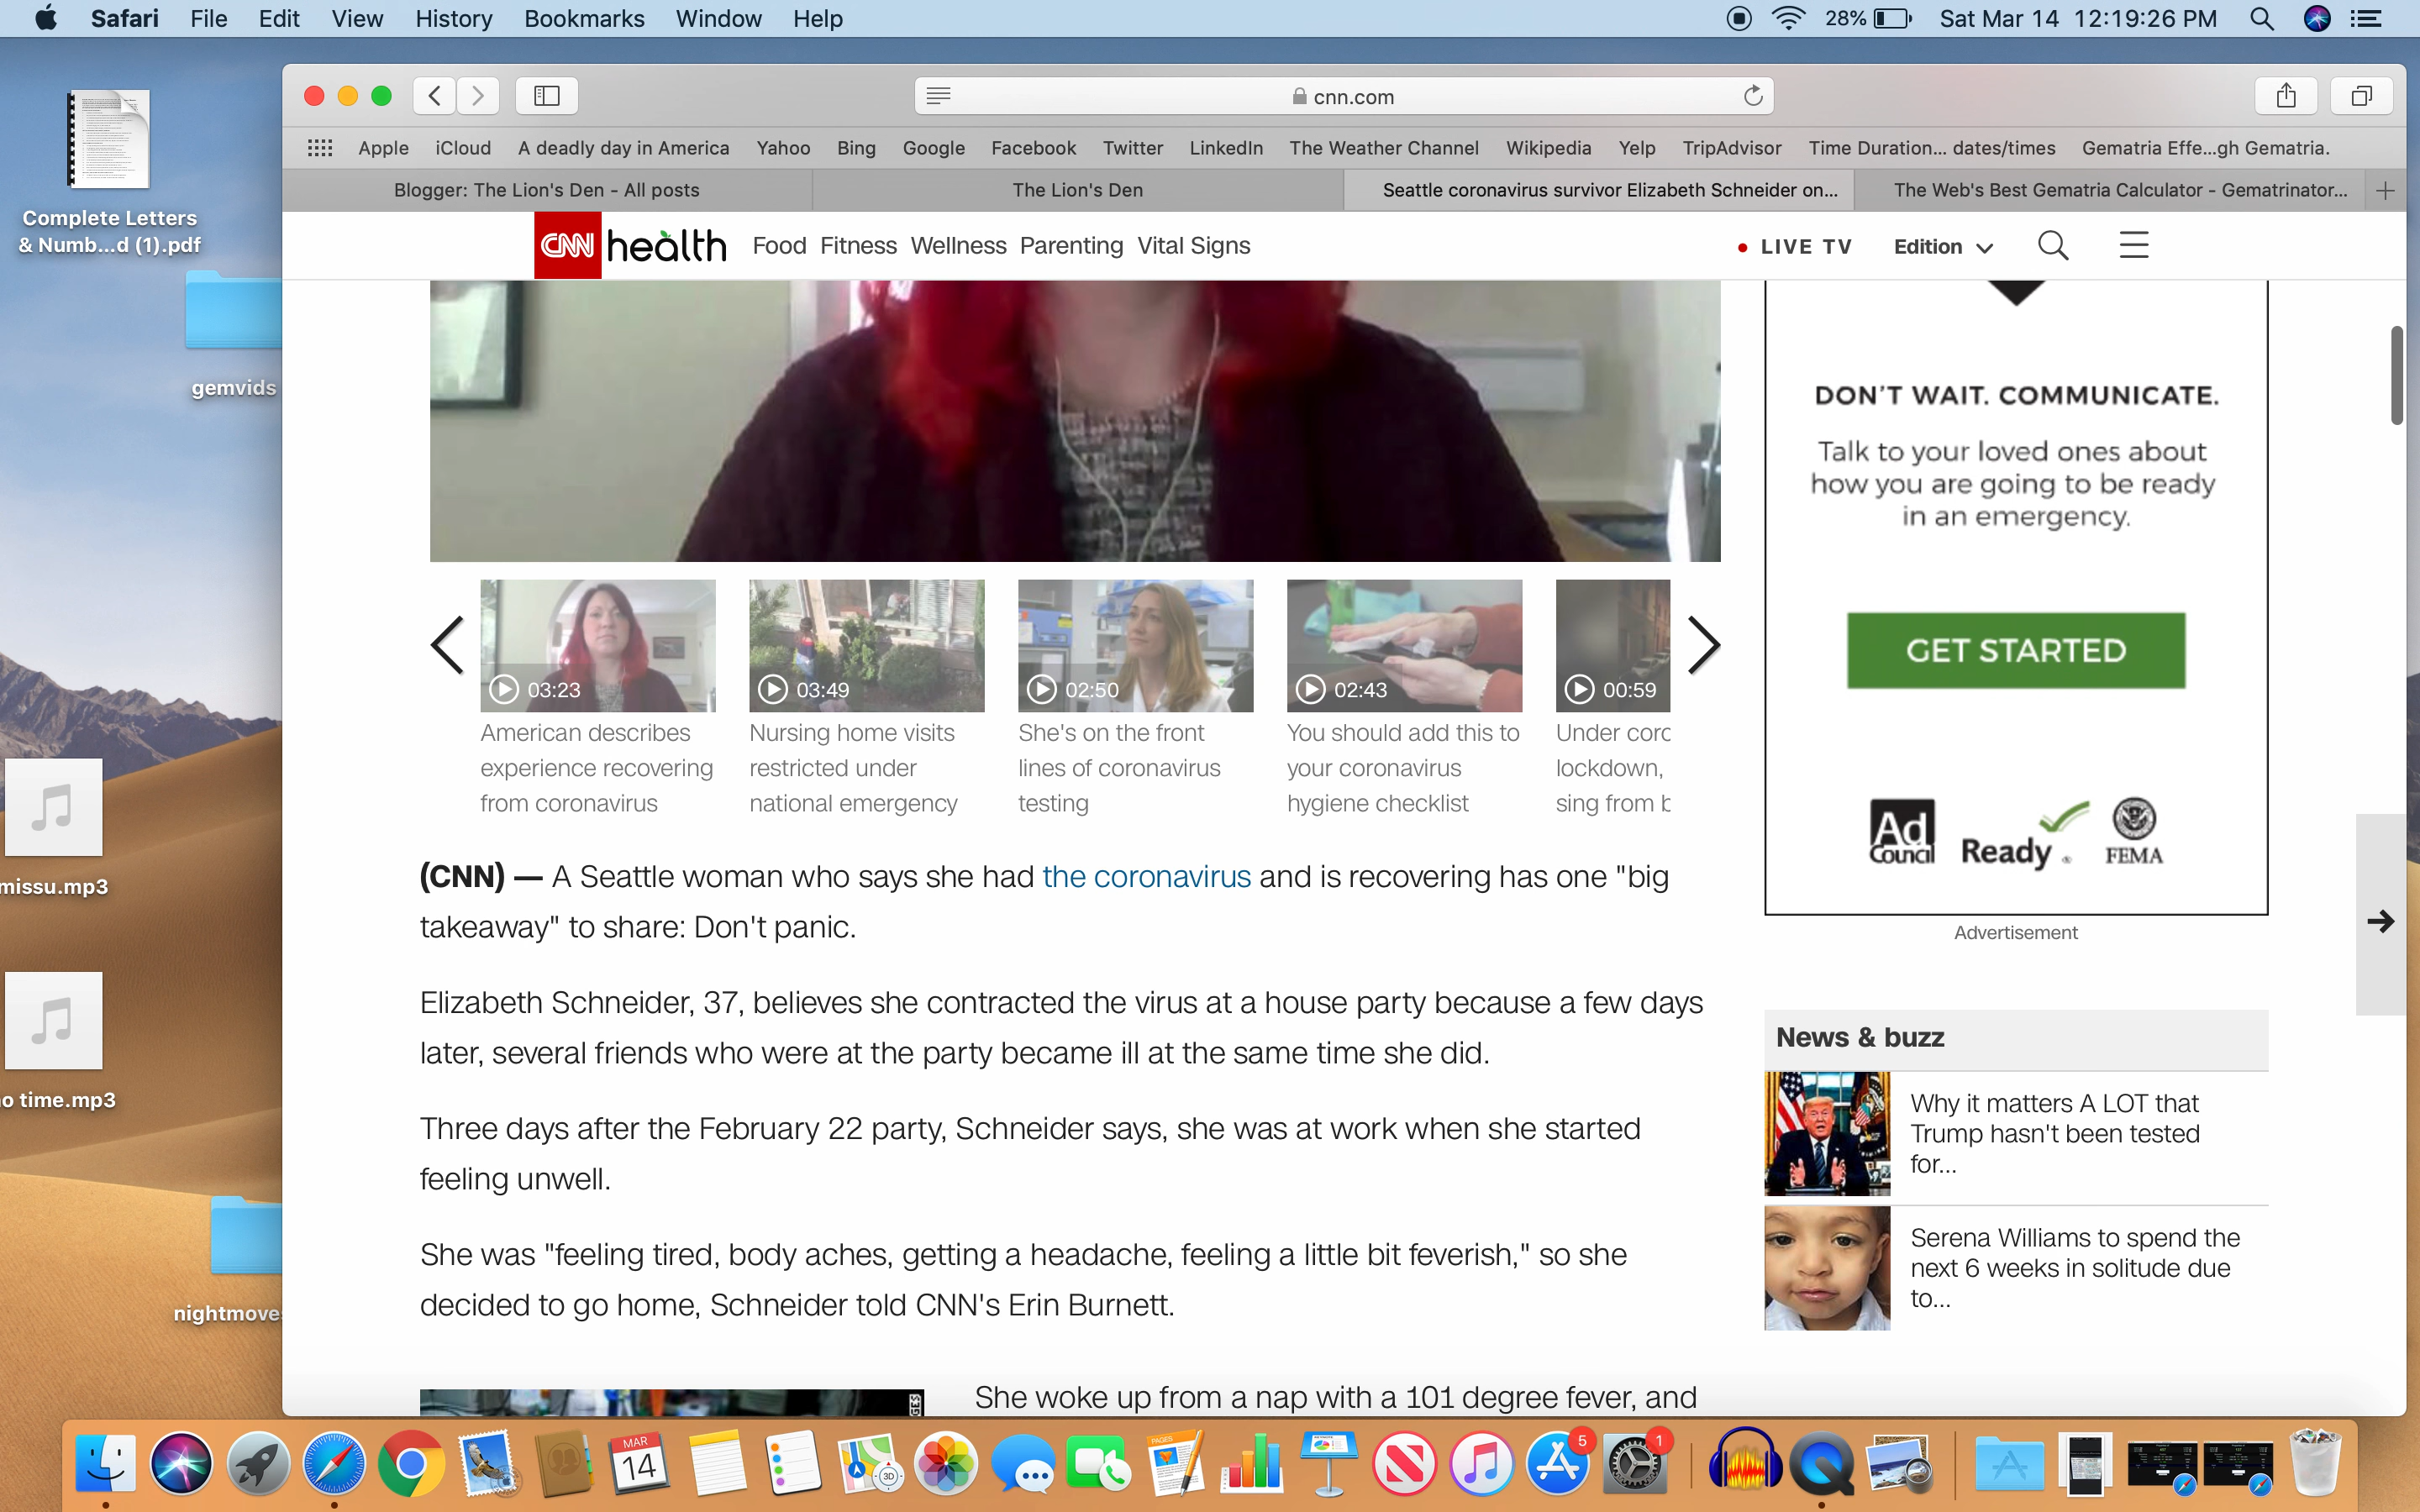 Safari File Edit View History Bookmarks Window Help
28% Sat Mar 14 12:19:26 PM
Complete Letters
& Numb...d (1).pdf
gemvids
missu.mp3
o time.mp3
nightmoves
cnn.com
Apple iCloud A deadly day in America Yahoo Bing Google Facebook Twitter LinkedIn The Weather Channel Wikipedia Yelp TripAdvisor Time Duration... dates/times Gematria Effe...gh Gematria.
Blogger: The Lion's Den - All posts
The Lion's Den
Seattle coronavirus survivor Elizabeth Schneider on...
The Web's Best Gematria Calculator - Gematrinator...
CNN health Food Fitness Wellness Parenting Vital Signs
LIVE TV Edition
03:23
American describes
experience recovering
from coronavirus
03:49
Nursing home visits
restricted under
national emergency
02:50
She's on the front
lines of coronavirus
testing
02:43
You should add this to
your coronavirus
hygiene checklist
00:59
Under corc
lockdown,
sing from b
(CNN) — A Seattle woman who says she had the coronavirus and is recovering has one "big
takeaway" to share: Don't panic.
Elizabeth Schneider, 37, believes she contracted the virus at a house party because a few days
later, several friends who were at the party became ill at the same time she did.
Three days after the February 22 party, Schneider says, she was at work when she started
feeling unwell.
She was "feeling tired, body aches, getting a headache, feeling a little bit feverish," so she
decided to go home, Schneider told CNN's Erin Burnett.
She woke up from a nap with a 101 degree fever, and
DON'T WAIT. COMMUNICATE.
Talk to your loved ones about
how you are going to be ready
in an emergency.
GET STARTED
Ad
Council
Ready
FEMA
Advertisement
News & buzz
Why it matters A LOT that
Trump hasn't been tested
for...
Serena Williams to spend the
next 6 weeks in solitude due
to...
MAR
14
3D
PAGES
5
1